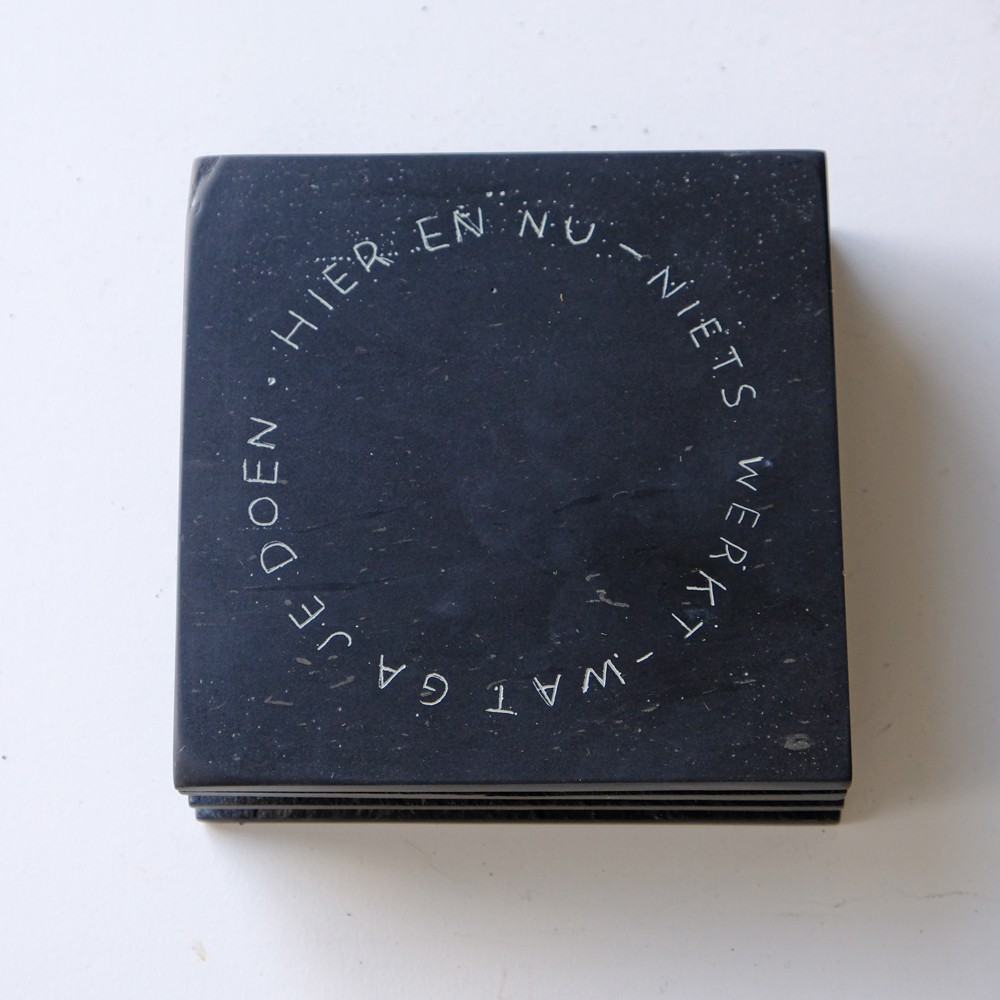 HIER EN NU – NIETS WERKT – WAT GA JE DOEN ·